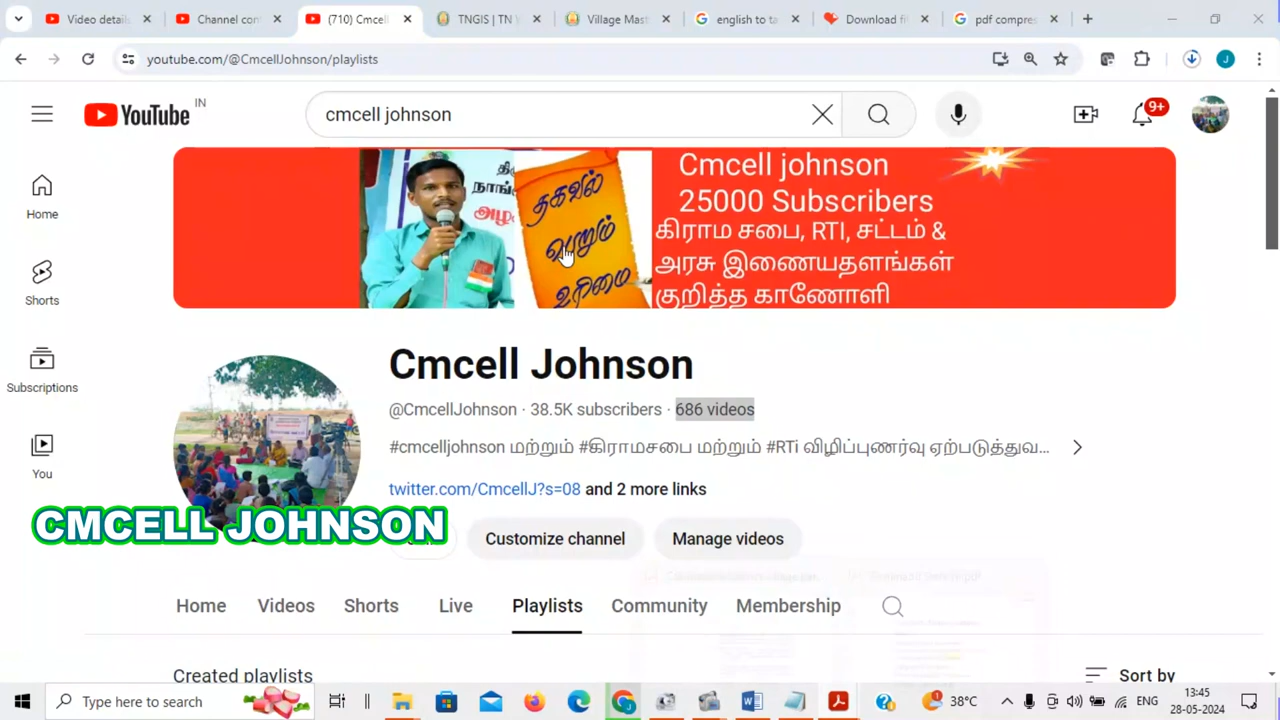 Video details
Channel con
(710) Cmcell
TNGIS | TN
Village Mast
english to ta
Download fi
pdf compres
youtube.com/@CmcellJohnson/playlists
YouTube IN
cmcell johnson
9+
Home
Shorts
Subscriptions
You
தகவல்
பெறும்
உரிமை
Cmcell johnson
25000 Subscribers
கிராம சபை, RTI, சட்டம் &
அரசு இணையதளங்கள்
குறித்த காணோளி
Cmcell Johnson
@CmcellJohnson · 38.5K subscribers · 686 videos
#cmcelljohnson மற்றும் #கிராமசபை மற்றும் #RTi விழிப்புணர்வு ஏற்படுத்துவ...
twitter.com/CmcellJ?s=08 and 2 more links
CMCELL JOHNSON
Customize channel
Manage videos
Home Videos Shorts Live Playlists Community Membership
Created playlists
Sort by
Type here to search
38°C
ENG
13:45
28-05-2024